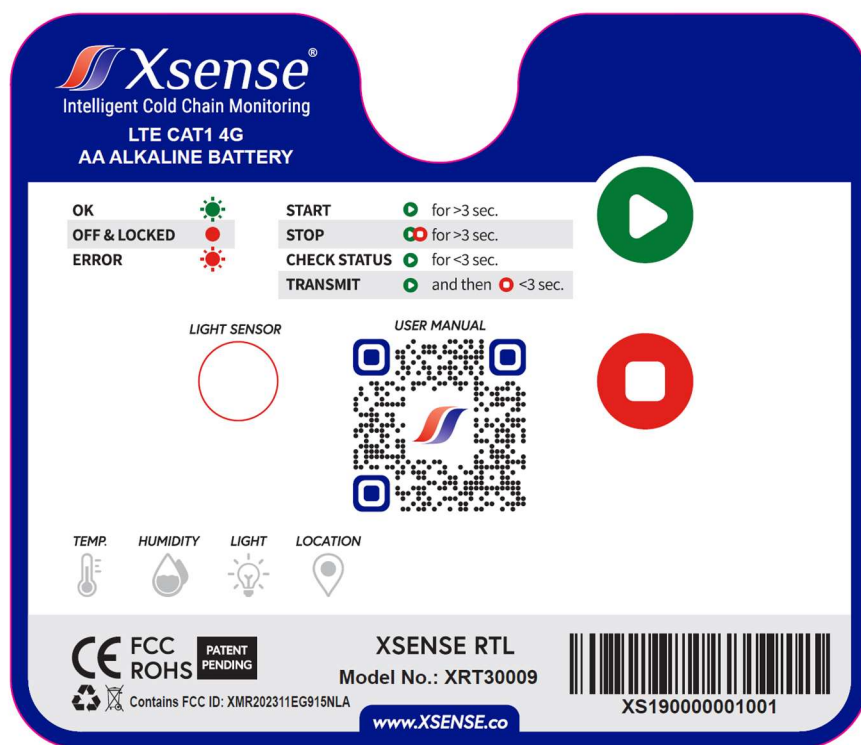 Xsense®
Intelligent Cold Chain Monitoring
LTE CAT1 4G
AA ALKALINE BATTERY
OK
OFF & LOCKED
ERROR
START for >3 sec.
STOP for >3 sec.
CHECK STATUS for <3 sec.
TRANSMIT and then <3 sec.
LIGHT SENSOR
USER MANUAL
TEMP. HUMIDITY LIGHT LOCATION
CE FCC ROHS
PATENT PENDING
Contains FCC ID: XMR202311EG915NLA
XSENSE RTL
Model No.: XRT30009
XS190000001001
www.XSENSE.co